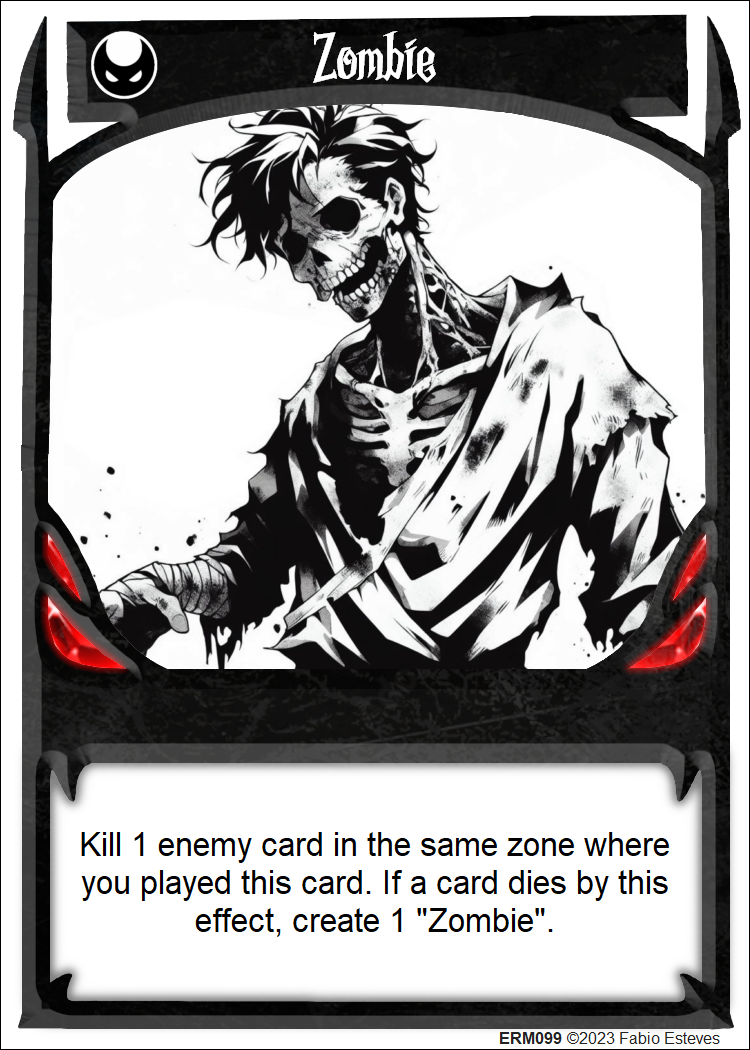 Zombie
Kill 1 enemy card in the same zone where
you played this card. If a card dies by this
effect, create 1 "Zombie".
ERM099 ©2023 Fabio Esteves